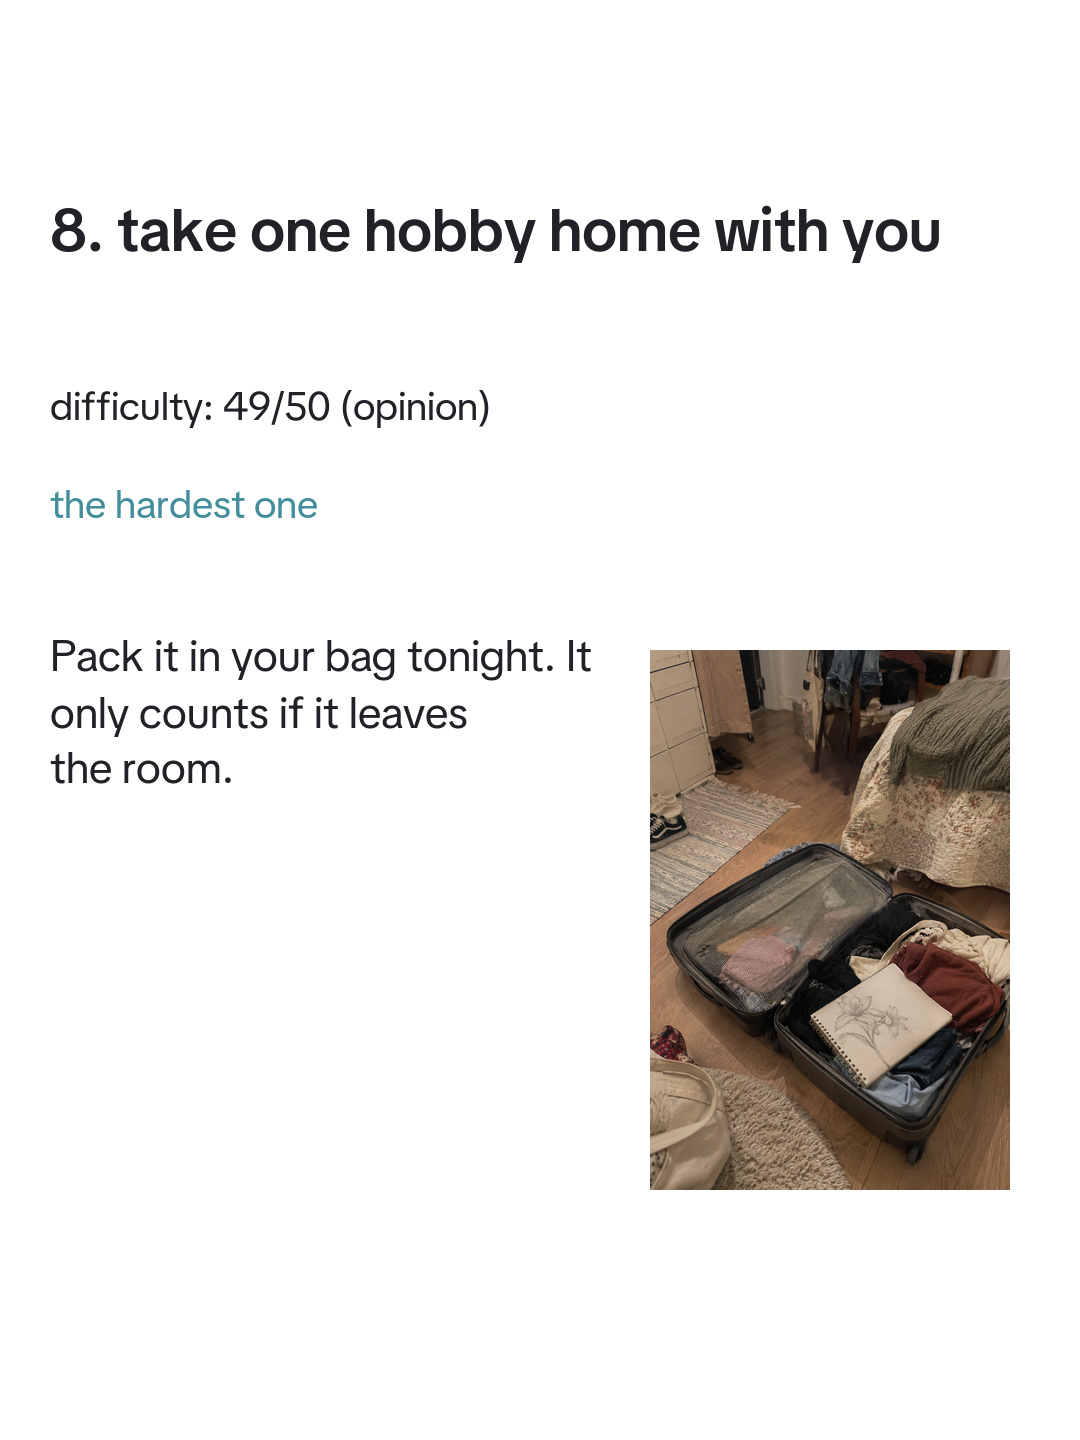 8. take one hobby home with you
difficulty: 49/50 (opinion)
the hardest one
Pack it in your bag tonight. It
only counts if it leaves
the room.